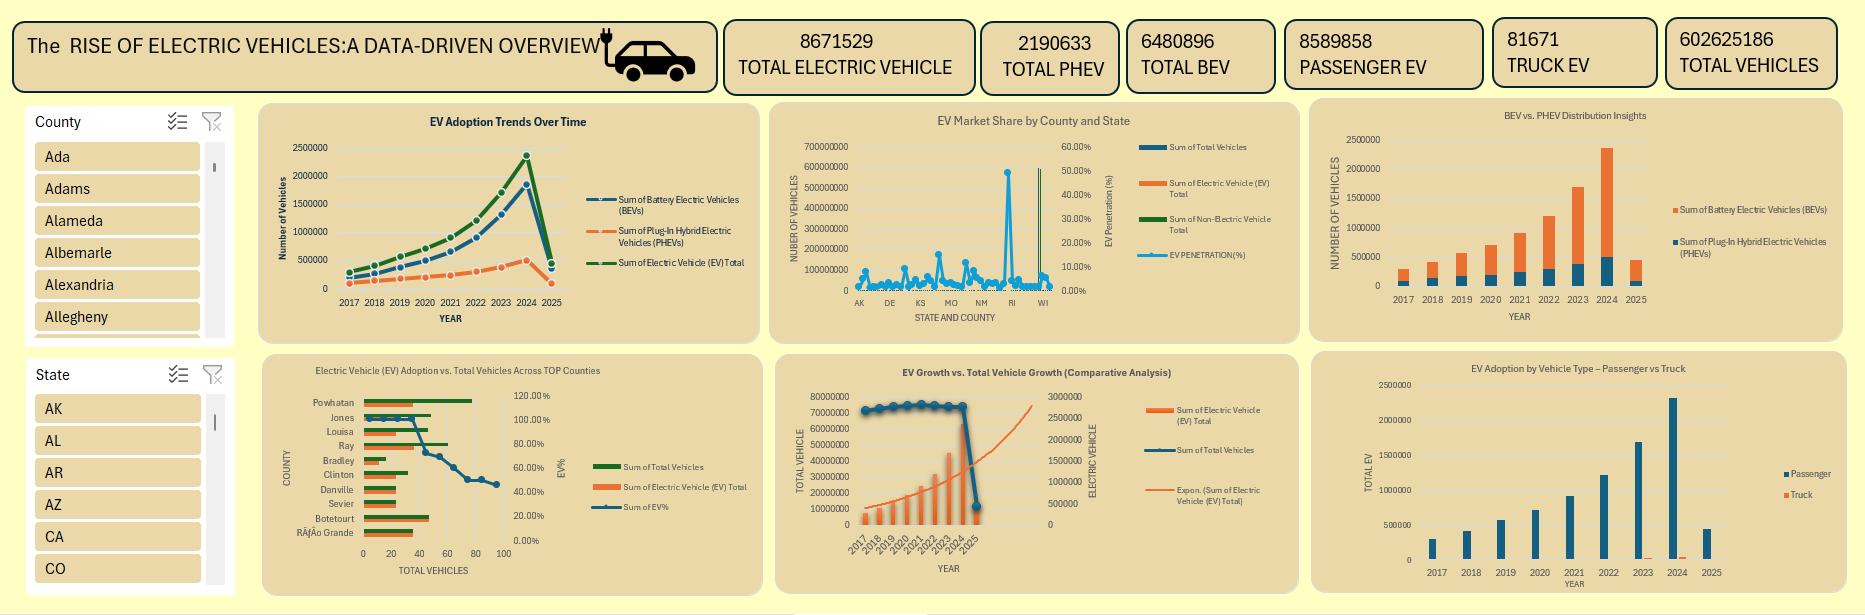 The RISE OF ELECTRIC VEHICLES:A DATA-DRIVEN OVERVIEW
8671529
TOTAL ELECTRIC VEHICLE
2190633
TOTAL PHEV
6480896
TOTAL BEV
8589858
PASSENGER EV
81671
TRUCK EV
602625186
TOTAL VEHICLES
County
Ada
Adams
Alameda
Albemarle
Alexandria
Allegheny
State
AK
AL
AR
AZ
CA
CO
EV Adoption Trends Over Time
Number of Vehicles
2500000
2000000
1500000
1000000
500000
0
2017 2018 2019 2020 2021 2022 2023 2024 2025
YEAR
Sum of Battery Electric Vehicles
(BEVs)
Sum of Plug-In Hybrid Electric
Vehicles (PHEVs)
Sum of Electric Vehicle (EV) Total
EV Market Share by County and State
NUBER OF VEHICLES
700000000
600000000
500000000
400000000
300000000
200000000
100000000
0
60.00%
50.00%
40.00%
30.00%
20.00%
10.00%
0.00%
EV Penetration (%)
AK DE KS MO NM RI WI
STATE AND COUNTY
Sum of Total Vehicles
Sum of Electric Vehicle (EV)
Total
Sum of Non-Electric Vehicle
Total
EV PENETRATION(%)
BEV vs. PHEV Distribution Insights
NUMBER OF VEHICLES
2500000
2000000
1500000
1000000
500000
0
2017 2018 2019 2020 2021 2022 2023 2024 2025
YEAR
Sum of Battery Electric Vehicles (BEVs)
Sum of Plug-In Hybrid Electric Vehicles
(PHEVs)
Electric Vehicle (EV) Adoption vs. Total Vehicles Across TOP Counties
COUNTY
Powhatan
Jones
Louisa
Ray
Bradley
Clinton
Danville
Sevier
Botetourt
RÃƒÂ­o Grande
0 20 40 60 80 100
TOTAL VEHICLES
120.00%
100.00%
80.00%
60.00%
40.00%
20.00%
0.00%
EV%
Sum of Total Vehicles
Sum of Electric Vehicle (EV) Total
Sum of EV%
EV Growth vs. Total Vehicle Growth (Comparative Analysis)
TOTAL VEHICLE
80000000
70000000
60000000
50000000
40000000
30000000
20000000
10000000
0
3000000
2500000
2000000
1500000
1000000
500000
0
ELECTRIC VEHICLE
2017 2018 2019 2020 2021 2022 2023 2024 2025
YEAR
Sum of Electric Vehicle
(EV) Total
Sum of Total Vehicles
Expon. (Sum of Electric
Vehicle (EV) Total)
EV Adoption by Vehicle Type – Passenger vs Truck
TOTAL EV
2500000
2000000
1500000
1000000
500000
0
2017 2018 2019 2020 2021 2022 2023 2024 2025
YEAR
Passenger
Truck